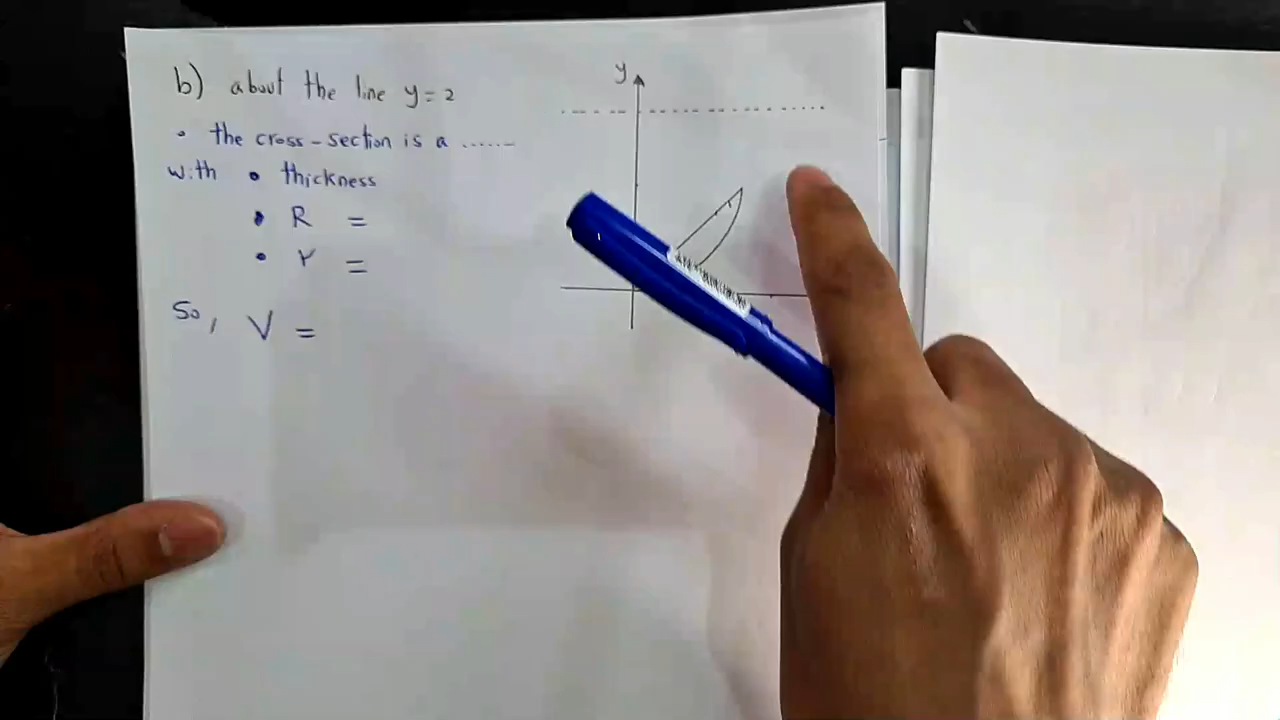 b) about the line y = 2
• the cross-section is a ......
with • thickness
• R =
• r =
So, V =
y